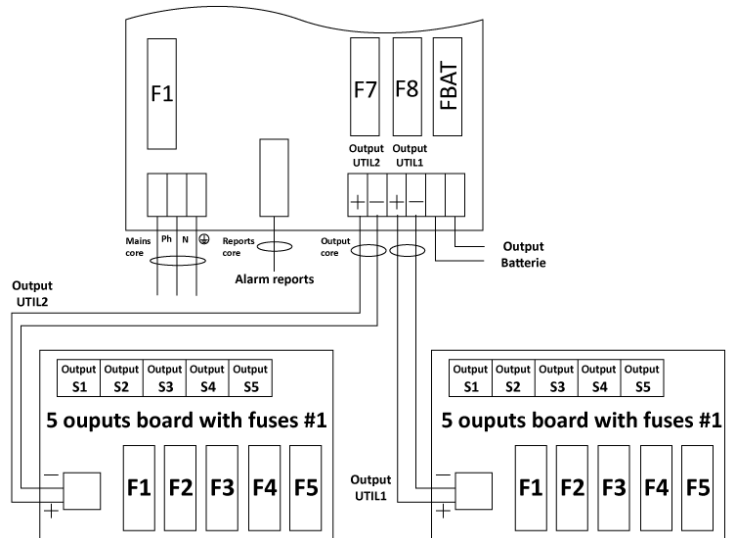 F1
F7
F8
FBAT
Output
UTIL2
Output
UTIL1
+ − + −
Mains
core
Ph
N
Reports
core
Output
core
Alarm reports
Output
Batterie
Output
UTIL2
Output
S1
Output
S2
Output
S3
Output
S4
Output
S5
5 ouputs board with fuses #1
−
+
F1
F2
F3
F4
F5
Output
UTIL1
Output
S1
Output
S2
Output
S3
Output
S4
Output
S5
5 ouputs board with fuses #1
−
+
F1
F2
F3
F4
F5